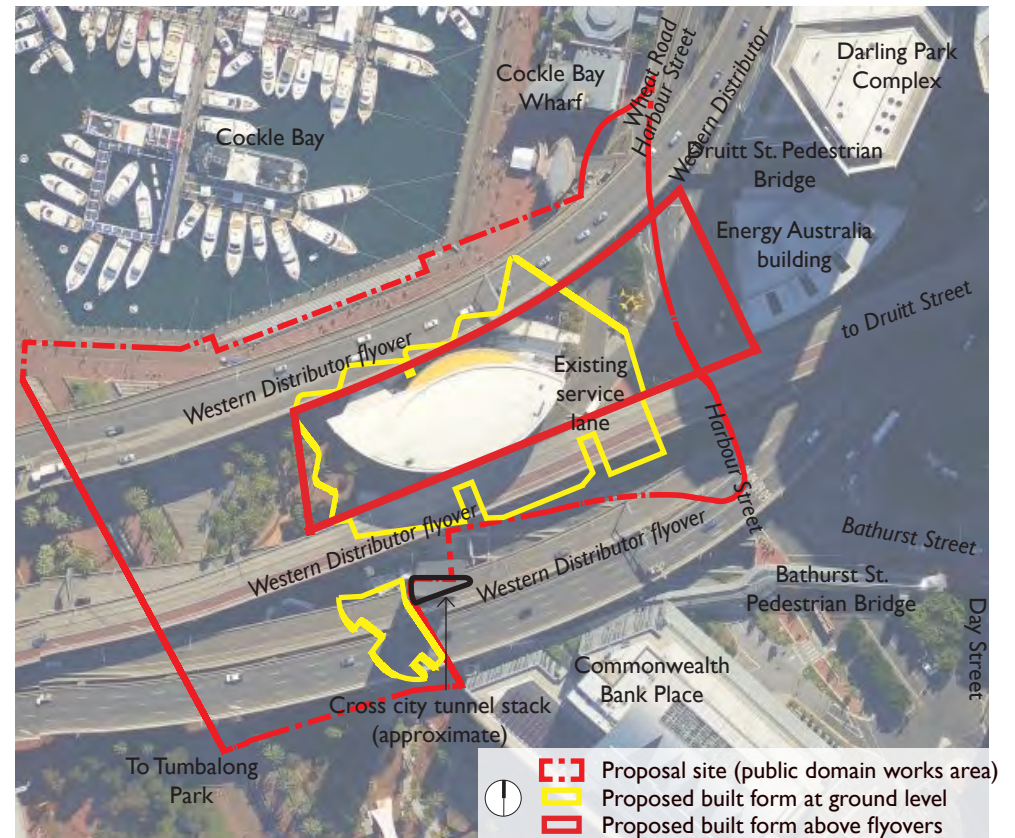 Wheat Road
Harbour Street
Western Distributor
Darling Park
Complex
Cockle Bay
Wharf
Cockle Bay
Druitt St. Pedestrian
Bridge
Energy Australia
building
to Druitt Street
Western Distributor flyover
Existing
service
lane
Harbour Street
Western Distributor flyover
Western Distributor flyover
Bathurst Street
Bathurst St.
Pedestrian Bridge
Day Street
Commonwealth
Bank Place
Cross city tunnel stack
(approximate)
To Tumbalong
Park
Proposal site (public domain works area)
Proposed built form at ground level
Proposed built form above flyovers